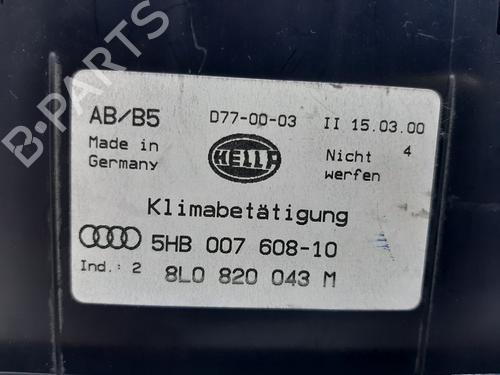 AB/B5 D77-00-03 II 15.03.00
Made in Germany HELLA Nicht werfen 4
Klimabetätigung
5HB 007 608-10
Ind.: 2 8L0 820 043 M
B-PARTS